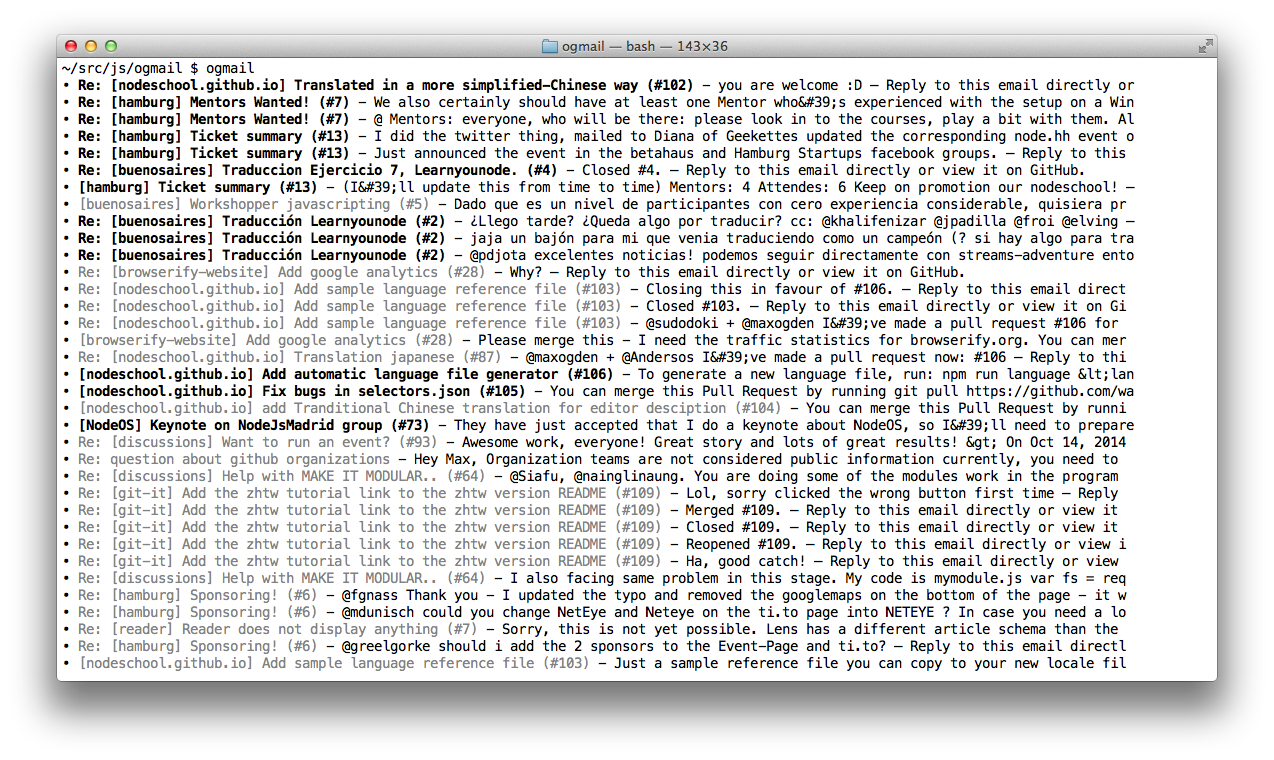 ogmail — bash — 143×36
~/src/js/ogmail $ ogmail
• Re: [nodeschool.github.io] Translated in a more simplified-Chinese way (#102) – you are welcome :D — Reply to this email directly or
• Re: [hamburg] Mentors Wanted! (#7) – We also certainly should have at least one Mentor who&#39;s experienced with the setup on a Win
• Re: [hamburg] Mentors Wanted! (#7) – @ Mentors: everyone, who will be there: please look in to the courses, play a bit with them. Al
• Re: [hamburg] Ticket summary (#13) – I did the twitter thing, mailed to Diana of Geekettes updated the corresponding node.hh event o
• Re: [hamburg] Ticket summary (#13) – Just announced the event in the betahaus and Hamburg Startups facebook groups. — Reply to this
• Re: [buenosaires] Traduccion Ejercicio 7, Learnyounode. (#4) – Closed #4. — Reply to this email directly or view it on GitHub.
• [hamburg] Ticket summary (#13) – (I&#39;ll update this from time to time) Mentors: 4 Attendes: 6 Keep on promotion our nodeschool! —
• [buenosaires] Workshopper javascripting (#5) – Dado que es un nivel de participantes con cero experiencia considerable, quisiera pr
• Re: [buenosaires] Traducción Learnyounode (#2) – ¿Llego tarde? ¿Queda algo por traducir? cc: @khalifenizar @jpadilla @froi @elving —
• Re: [buenosaires] Traducción Learnyounode (#2) – jaja un bajón para mi que venia traduciendo como un campeón (? si hay algo para tra
• Re: [buenosaires] Traducción Learnyounode (#2) – @pdjota excelentes noticias! podemos seguir directamente con streams-adventure ento
• Re: [browserify-website] Add google analytics (#28) – Why? — Reply to this email directly or view it on GitHub.
• Re: [nodeschool.github.io] Add sample language reference file (#103) – Closing this in favour of #106. — Reply to this email direct
• Re: [nodeschool.github.io] Add sample language reference file (#103) – Closed #103. — Reply to this email directly or view it on Gi
• Re: [nodeschool.github.io] Add sample language reference file (#103) – @sudodoki + @maxogden I&#39;ve made a pull request #106 for
• [browserify-website] Add google analytics (#28) – Please merge this - I need the traffic statistics for browserify.org. You can mer
• Re: [nodeschool.github.io] Translation japanese (#87) – @maxogden + @Andersos I&#39;ve made a pull request now: #106 — Reply to thi
• [nodeschool.github.io] Add automatic language file generator (#106) – To generate a new language file, run: npm run language &lt;lan
• [nodeschool.github.io] Fix bugs in selectors.json (#105) – You can merge this Pull Request by running git pull https://github.com/wa
• [nodeschool.github.io] add Tranditional Chinese translation for editor desciption (#104) – You can merge this Pull Request by runni
• [NodeOS] Keynote on NodeJsMadrid group (#73) – They have just accepted that I do a keynote about NodeOS, so I&#39;ll need to prepare
• Re: [discussions] Want to run an event? (#93) – Awesome work, everyone! Great story and lots of great results! &gt; On Oct 14, 2014
• Re: question about github organizations – Hey Max, Organization teams are not considered public information currently, you need to
• Re: [discussions] Help with MAKE IT MODULAR.. (#64) – @Siafu, @nainglinaung. You are doing some of the modules work in the program
• Re: [git-it] Add the zhtw tutorial link to the zhtw version README (#109) – Lol, sorry clicked the wrong button first time — Reply
• Re: [git-it] Add the zhtw tutorial link to the zhtw version README (#109) – Merged #109. — Reply to this email directly or view it
• Re: [git-it] Add the zhtw tutorial link to the zhtw version README (#109) – Closed #109. — Reply to this email directly or view it
• Re: [git-it] Add the zhtw tutorial link to the zhtw version README (#109) – Reopened #109. — Reply to this email directly or view i
• Re: [git-it] Add the zhtw tutorial link to the zhtw version README (#109) – Ha, good catch! — Reply to this email directly or view
• Re: [discussions] Help with MAKE IT MODULAR.. (#64) – I also facing same problem in this stage. My code is mymodule.js var fs = req
• Re: [hamburg] Sponsoring! (#6) – @fgnass Thank you - I updated the typo and removed the googlemaps on the bottom of the page - it w
• Re: [hamburg] Sponsoring! (#6) – @mdunisch could you change NetEye and Neteye on the ti.to page into NETEYE ? In case you need a lo
• Re: [reader] Reader does not display anything (#7) – Sorry, this is not yet possible. Lens has a different article schema than the
• Re: [hamburg] Sponsoring! (#6) – @greelgorke should i add the 2 sponsors to the Event-Page and ti.to? — Reply to this email directl
• [nodeschool.github.io] Add sample language reference file (#103) – Just a sample reference file you can copy to your new locale fil